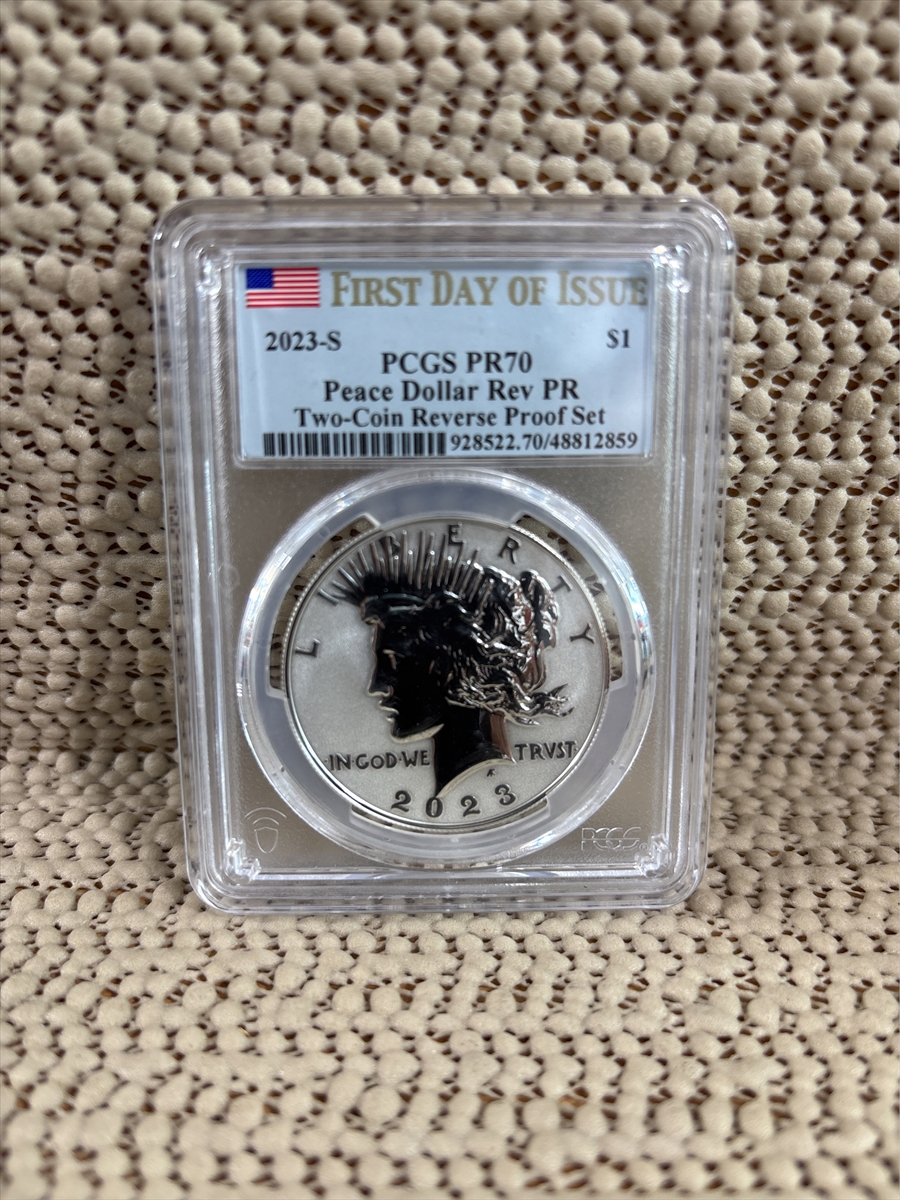 FIRST DAY OF ISSUE
2023-S $1
PCGS PR70
Peace Dollar Rev PR
Two-Coin Reverse Proof Set
928522.70/48812859
LIBERTY
IN·GOD·WE TRVST
2023
PCGS